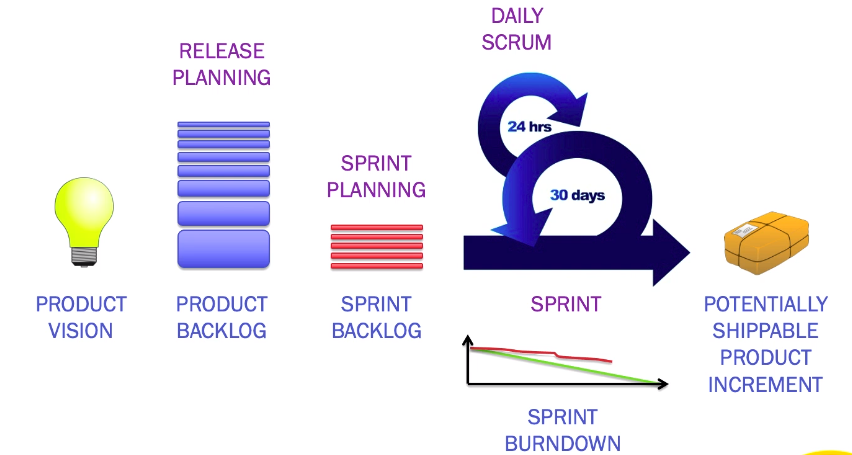 DAILY
SCRUM
RELEASE
PLANNING
24 hrs
SPRINT
PLANNING
30 days
PRODUCT
VISION
PRODUCT
BACKLOG
SPRINT
BACKLOG
SPRINT
POTENTIALLY
SHIPPABLE
PRODUCT
INCREMENT
SPRINT
BURNDOWN